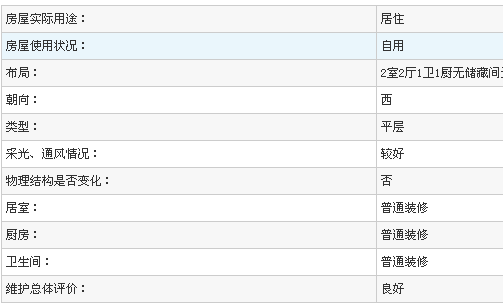 房屋实际用途： 居住
房屋使用状况： 自用
布局： 2室2厅1卫1厨无储藏间
朝向： 西
类型： 平层
采光、通风情况： 较好
物理结构是否变化： 否
居室： 普通装修
厨房： 普通装修
卫生间： 普通装修
维护总体评价： 良好